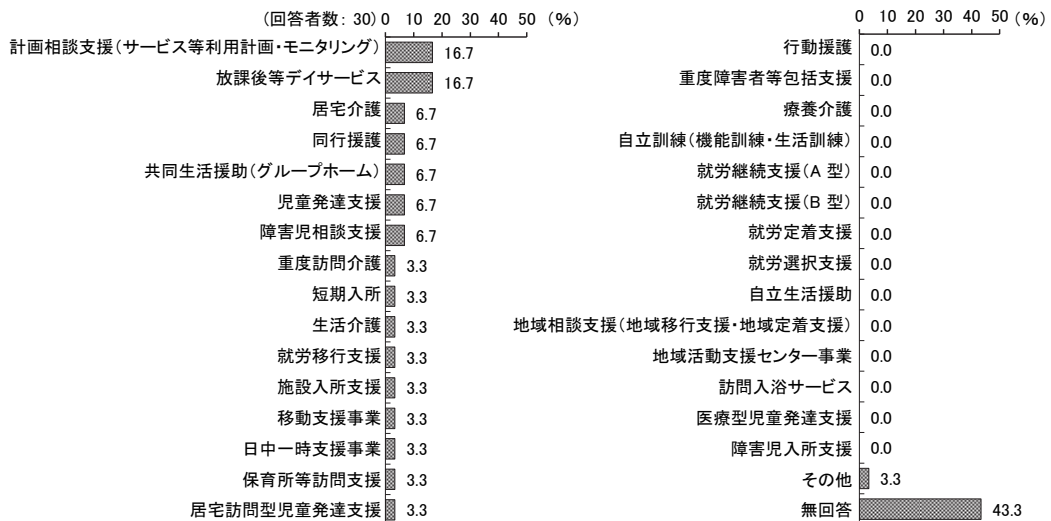 (回答者数: 30) 0 10 20 30 40 50 (%)
計画相談支援(サービス等利用計画・モニタリング) 16.7
放課後等デイサービス 16.7
居宅介護 6.7
同行援護 6.7
共同生活援助(グループホーム) 6.7
児童発達支援 6.7
障害児相談支援 6.7
重度訪問介護 3.3
短期入所 3.3
生活介護 3.3
就労移行支援 3.3
施設入所支援 3.3
移動支援事業 3.3
日中一時支援事業 3.3
保育所等訪問支援 3.3
居宅訪問型児童発達支援 3.3
0 10 20 30 40 50 (%)
行動援護 0.0
重度障害者等包括支援 0.0
療養介護 0.0
自立訓練(機能訓練・生活訓練) 0.0
就労継続支援(A 型) 0.0
就労継続支援(B 型) 0.0
就労定着支援 0.0
就労選択支援 0.0
自立生活援助 0.0
地域相談支援(地域移行支援・地域定着支援) 0.0
地域活動支援センター事業 0.0
訪問入浴サービス 0.0
医療型児童発達支援 0.0
障害児入所支援 0.0
その他 3.3
無回答 43.3